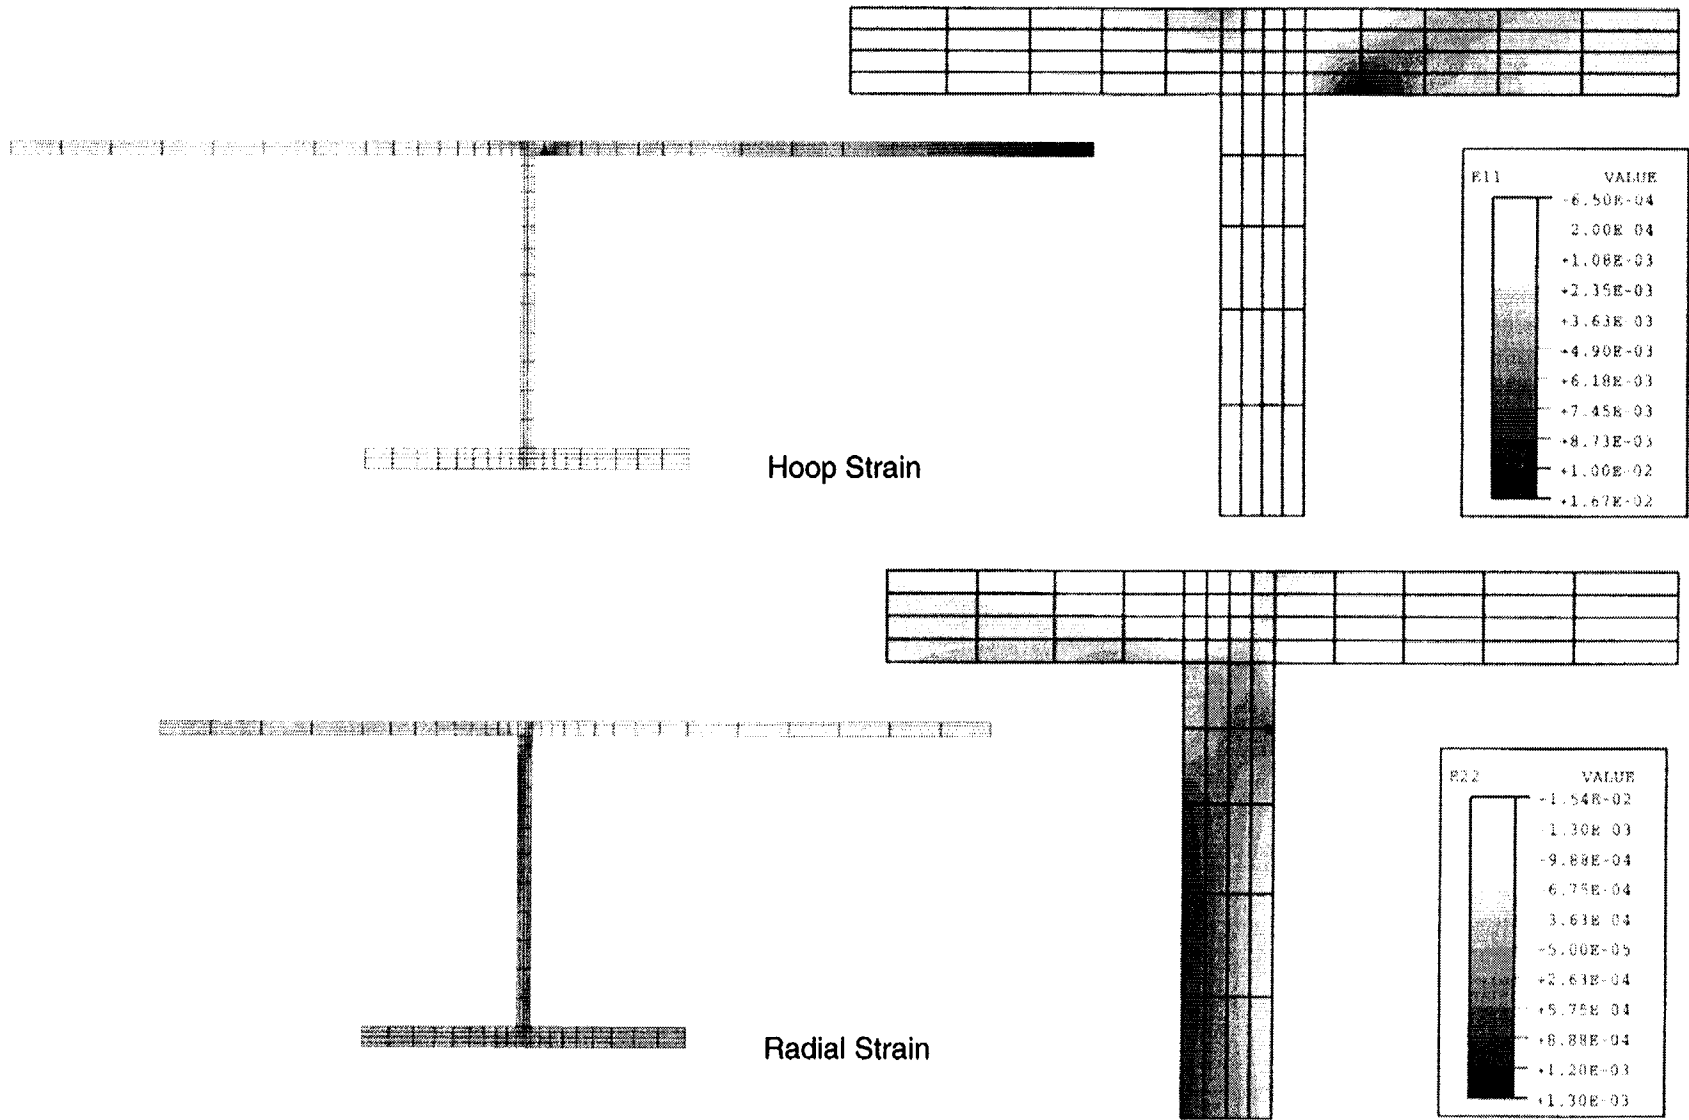 E11 VALUE
-6.50E-04
2.00E 04
+1.08E-03
+2.35E-03
+3.63E 03
+4.90E-03
+6.18E-03
+7.45E-03
+8.73E-03
+1.00E-02
+1.67E-02
Hoop Strain
E22 VALUE
-1.54E-02
-1.30E 03
-9.88E-04
-6.75E-04
3.63E 04
-5.00E-05
+2.63E-04
+5.75E 04
+8.88E-04
+1.20E-03
+1.30E-03
Radial Strain